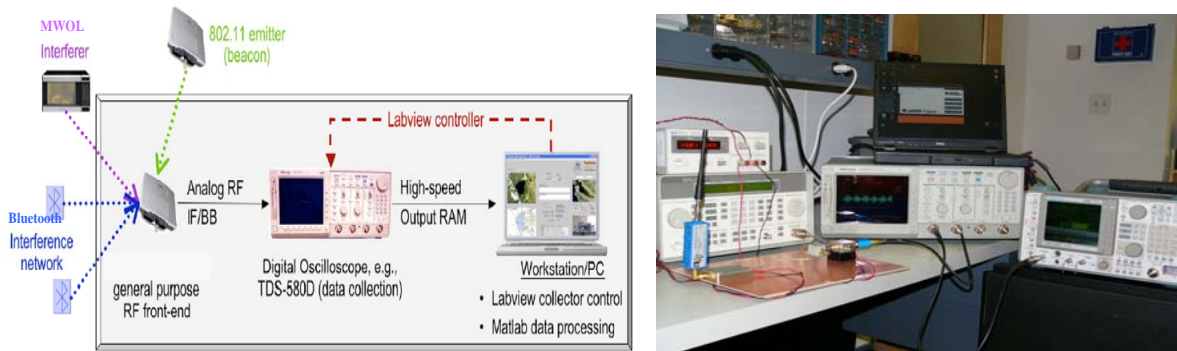 MWOL
Interferer
802.11 emitter
(beacon)
Labview controller
Analog RF
IF/BB
High-speed
Output RAM
Bluetooth
Interference
network
general purpose
RF front-end
Digital Oscilloscope, e.g.,
TDS-580D (data collection)
Workstation/PC
• Labview collector control
• Matlab data processing